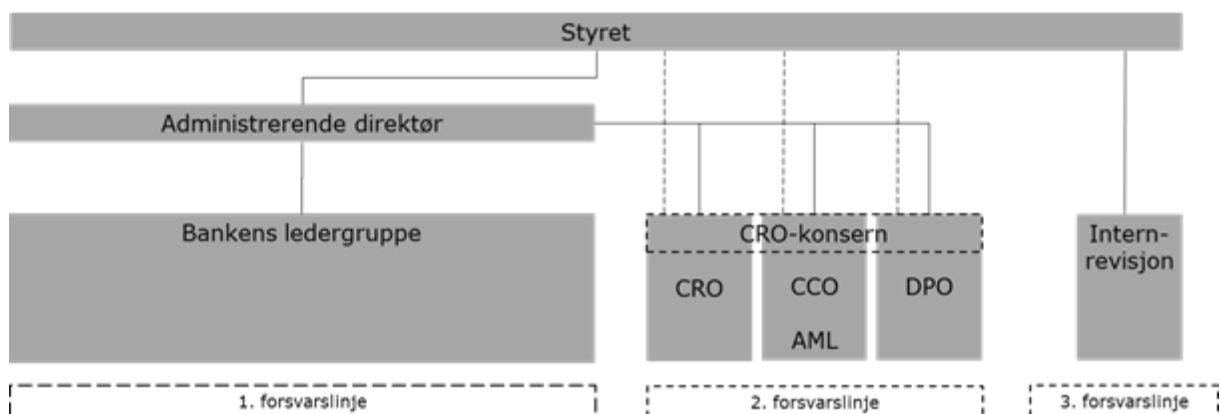 Styret
Administrerende direktør
Bankens ledergruppe
CRO-konsern
CRO
CCO
DPO
AML
Intern-
revisjon
1. forsvarslinje
2. forsvarslinje
3. forsvarslinje